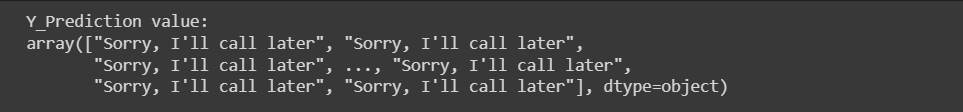 Y_Prediction value:
array(["Sorry, I'll call later", "Sorry, I'll call later",
"Sorry, I'll call later", ..., "Sorry, I'll call later",
"Sorry, I'll call later", "Sorry, I'll call later"], dtype=object)